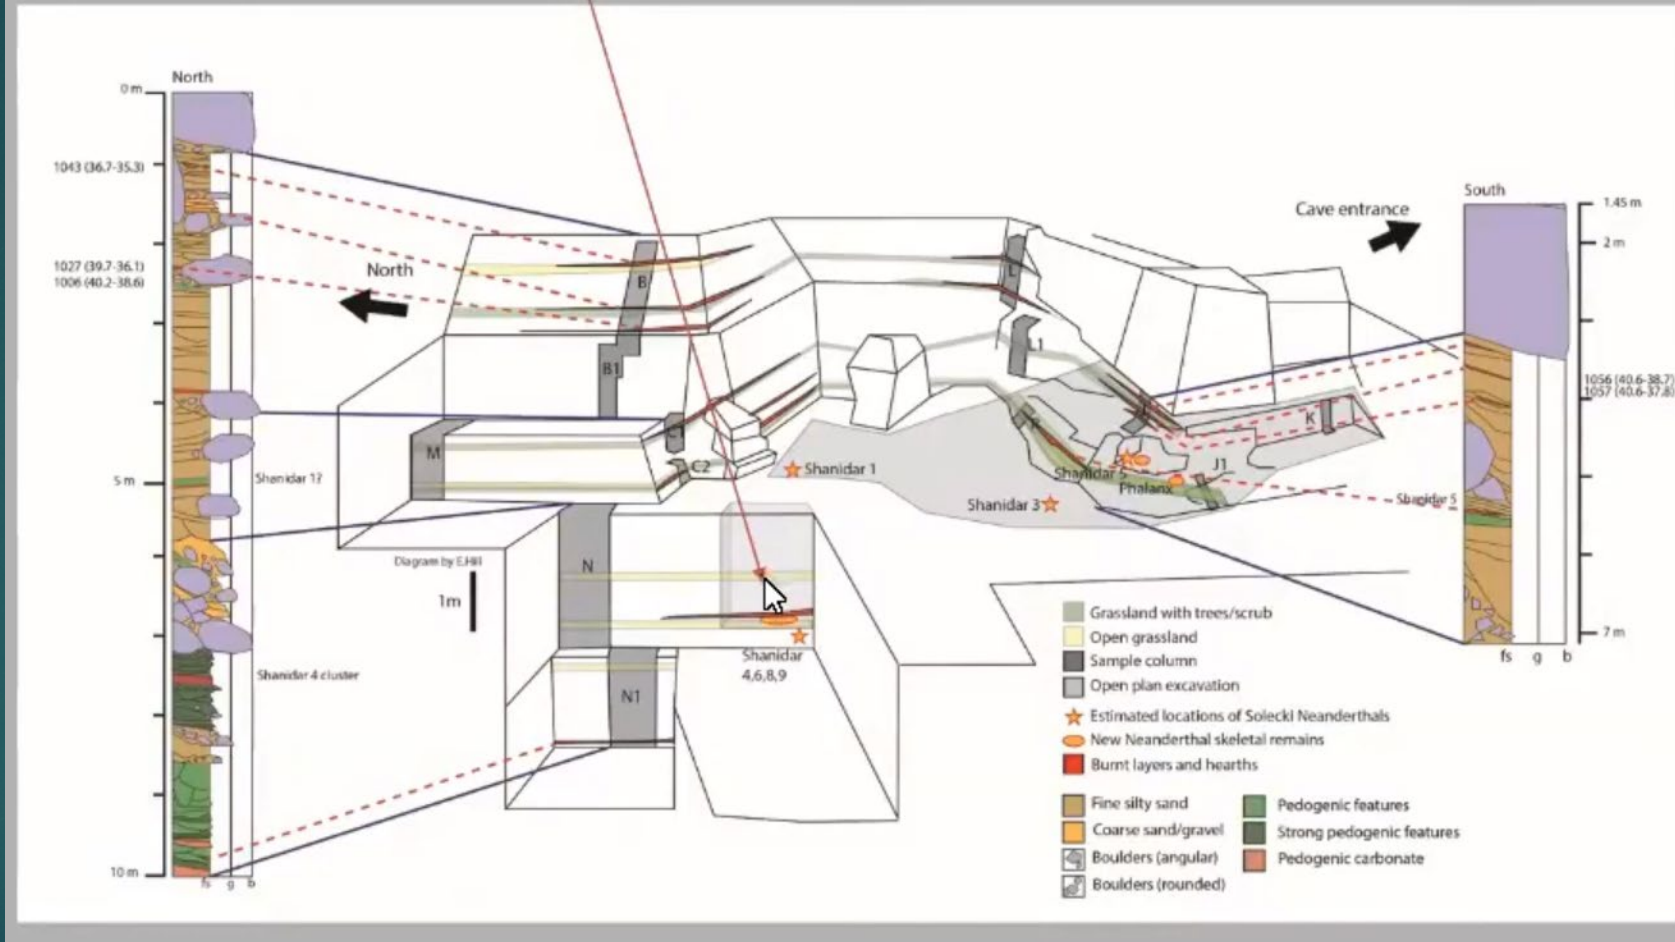 North
0 m
1043 (36.7-35.3)
1027 (39.7-36.1)
1006 (40.2-38.6)
5 m
10 m
fs g b
Shanidar 1?
Shanidar 4 cluster
North
Diagram by E.Hill
1m
B
B1
M
C1
C2
N
N1
L
L1
J
K
J1
Shanidar 1
Shanidar 3
Shanidar 5
Phalanx
Shanidar
4,6,8,9
Cave entrance
South
1.45 m
2 m
1056 (40.6-38.7)
1057 (40.6-37.8)
Shanidar 5
7 m
fs g b
Grassland with trees/scrub
Open grassland
Sample column
Open plan excavation
Estimated locations of Solecki Neanderthals
New Neanderthal skeletal remains
Burnt layers and hearths
Fine silty sand
Coarse sand/gravel
Boulders (angular)
Boulders (rounded)
Pedogenic features
Strong pedogenic features
Pedogenic carbonate